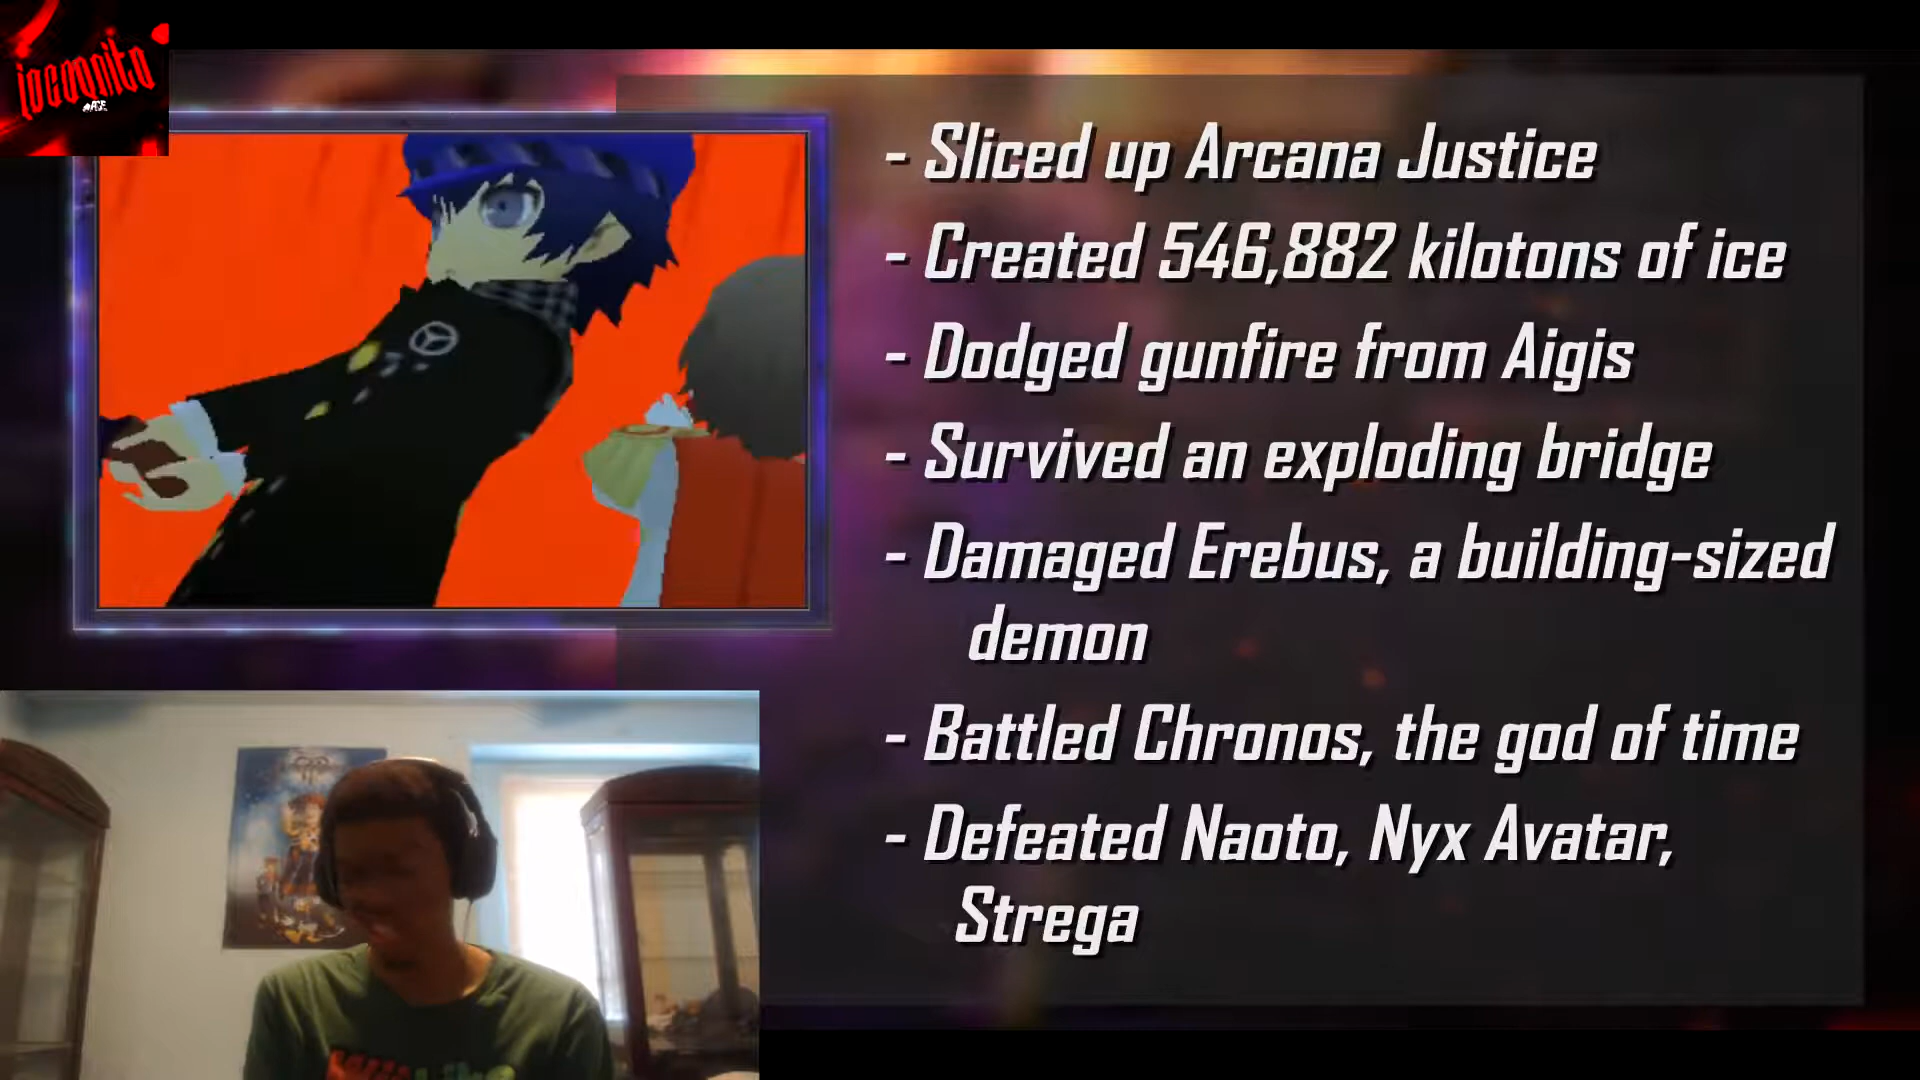 incognito
- Sliced up Arcana Justice
- Created 546,882 kilotons of ice
- Dodged gunfire from Aigis
- Survived an exploding bridge
- Damaged Erebus, a building-sized
demon
- Battled Chronos, the god of time
- Defeated Naoto, Nyx Avatar,
Strega